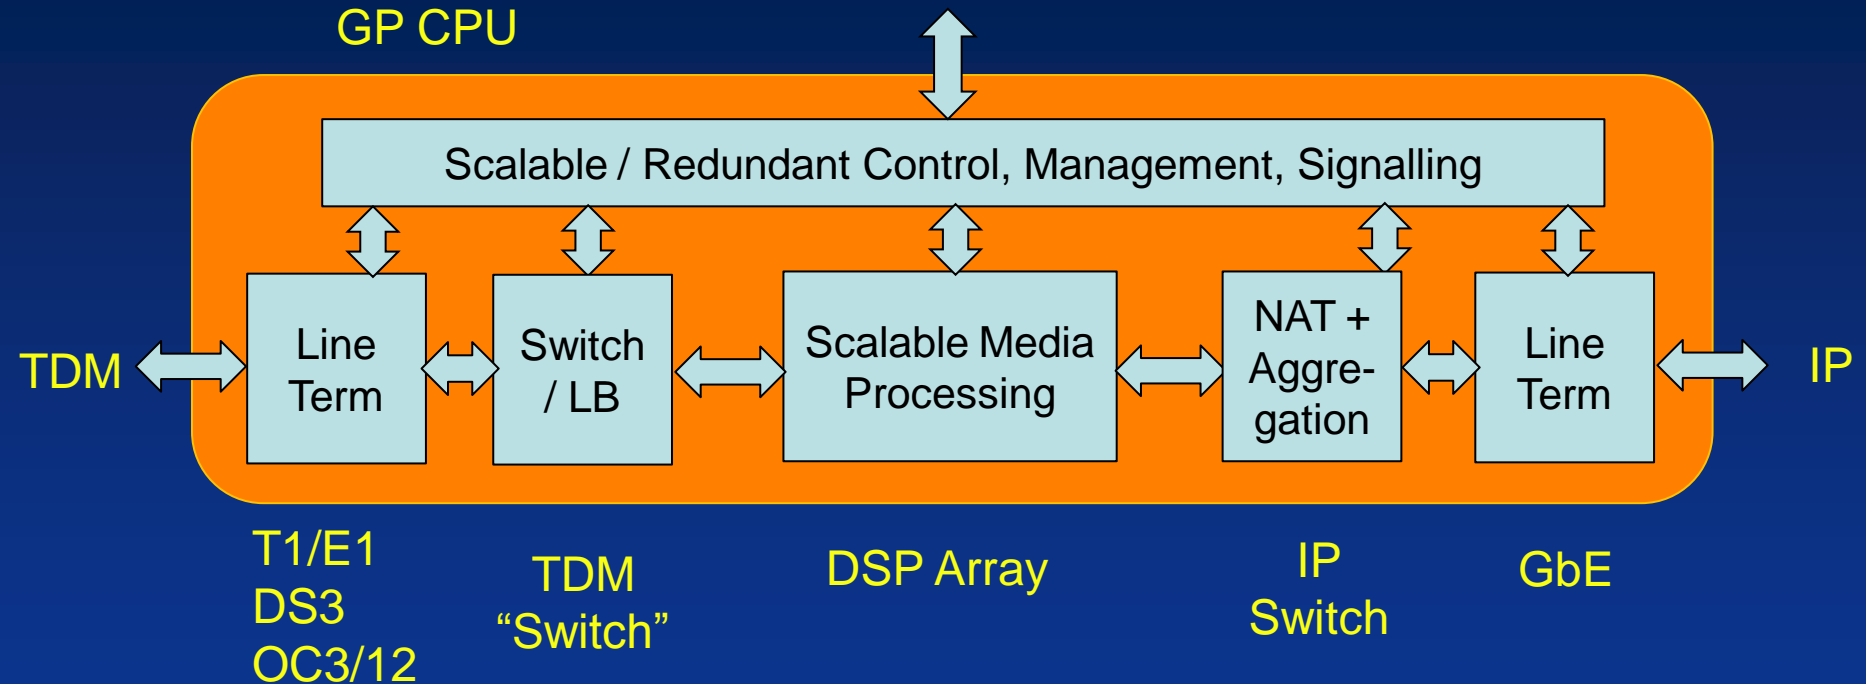 GP CPU
Scalable / Redundant Control, Management, Signalling
TDM
Line
Term
Switch
/ LB
Scalable Media
Processing
NAT +
Aggre-
gation
Line
Term
IP
T1/E1
DS3
OC3/12
TDM
“Switch”
DSP Array
IP
Switch
GbE